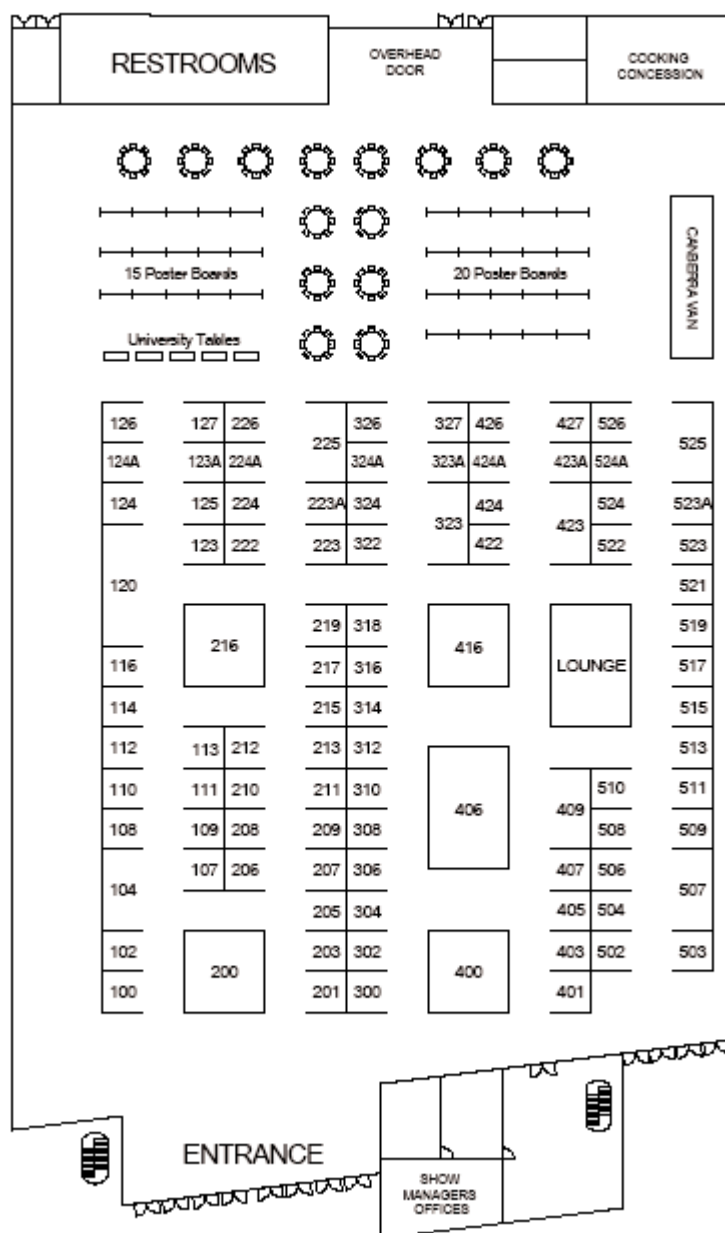 RESTROOMS
OVERHEAD
DOOR
COOKING
CONCESSION
CANBERRA VAN
15 Poster Boards
20 Poster Boards
University Tables
126 127 226 225 326 327 426 427 526 525
124A 123A 224A 324A 323A 424A 423A 524A
124 125 224 223A 324 323 424 423 524 523A
123 222 223 322 422 522 523
120 521
216 219 318 416 LOUNGE 519
116 217 316 517
114 215 314 515
112 113 212 213 312 513
110 111 210 211 310 406 409 510 511
108 109 208 209 308 508 509
104 107 206 207 306 407 506 507
205 304 405 504
102 200 203 302 400 403 502 503
100 201 300 401
ENTRANCE
SHOW
MANAGERS
OFFICES